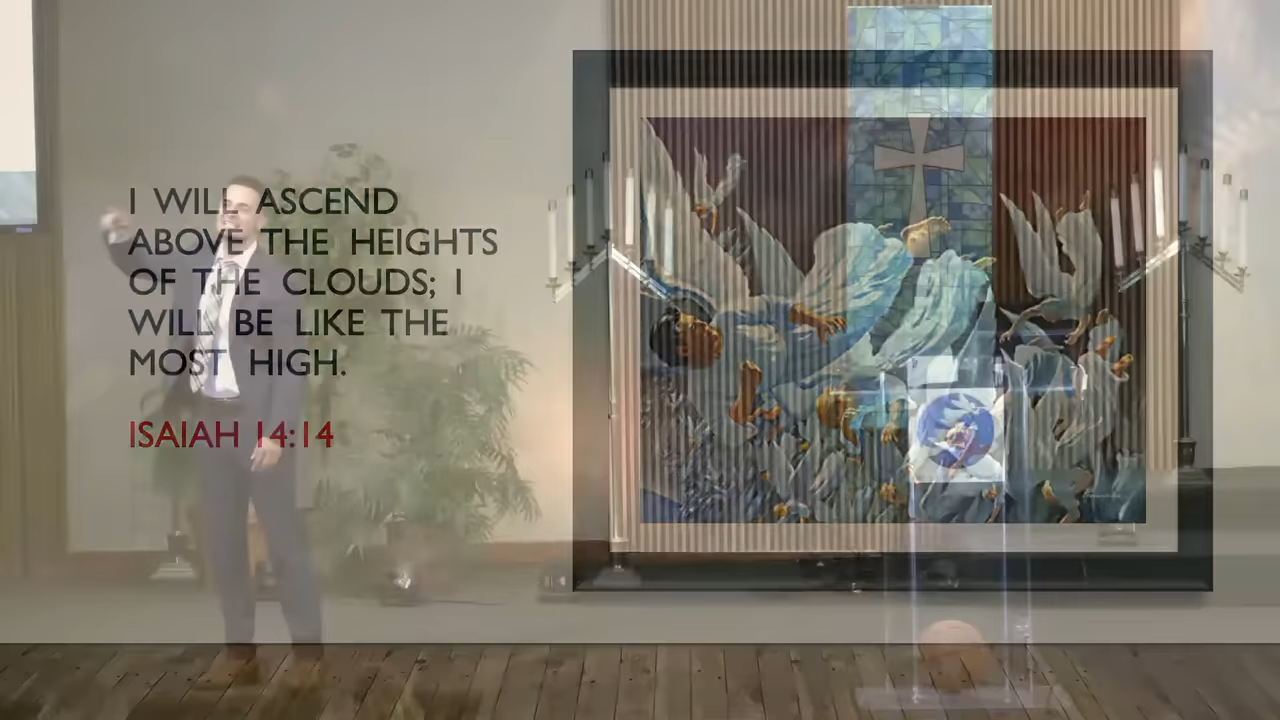 I WILL ASCEND
ABOVE THE HEIGHTS
OF THE CLOUDS; I
WILL BE LIKE THE
MOST HIGH.
ISAIAH 14:14